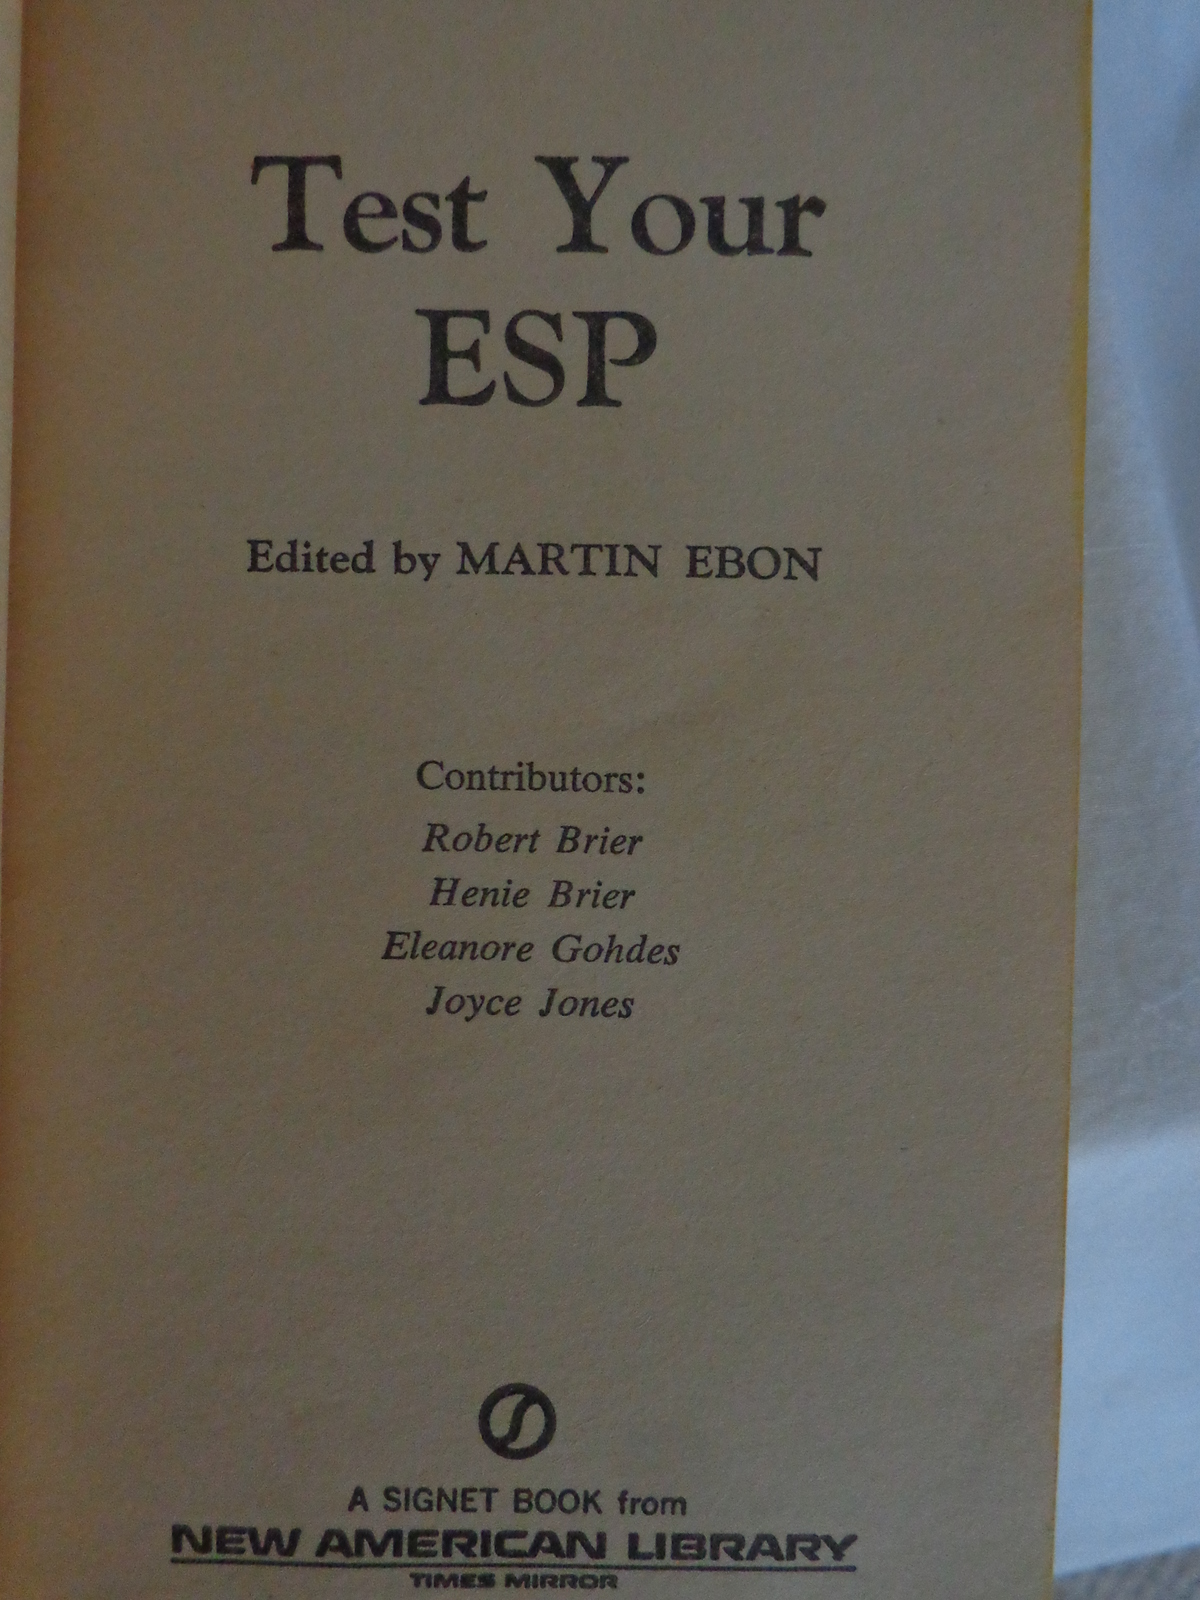 Test Your
ESP
Edited by MARTIN EBON
Contributors:
Robert Brier
Henie Brier
Eleanore Gohdes
Joyce Jones
A SIGNET BOOK from
NEW AMERICAN LIBRARY
TIMES MIRROR